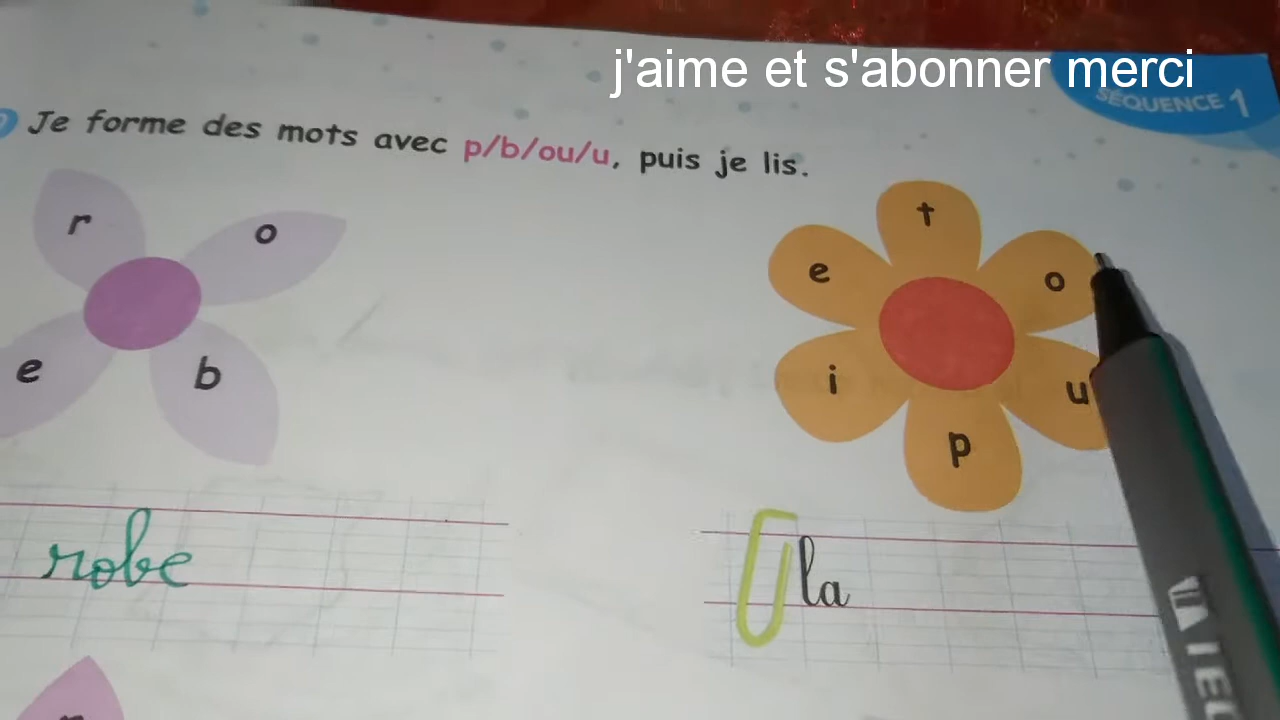 j'aime et s'abonner merci
SÉQUENCE 1
Je forme des mots avec p/b/ou/u, puis je lis.
r
o
e
b
t
o
u
p
i
e
robe
la